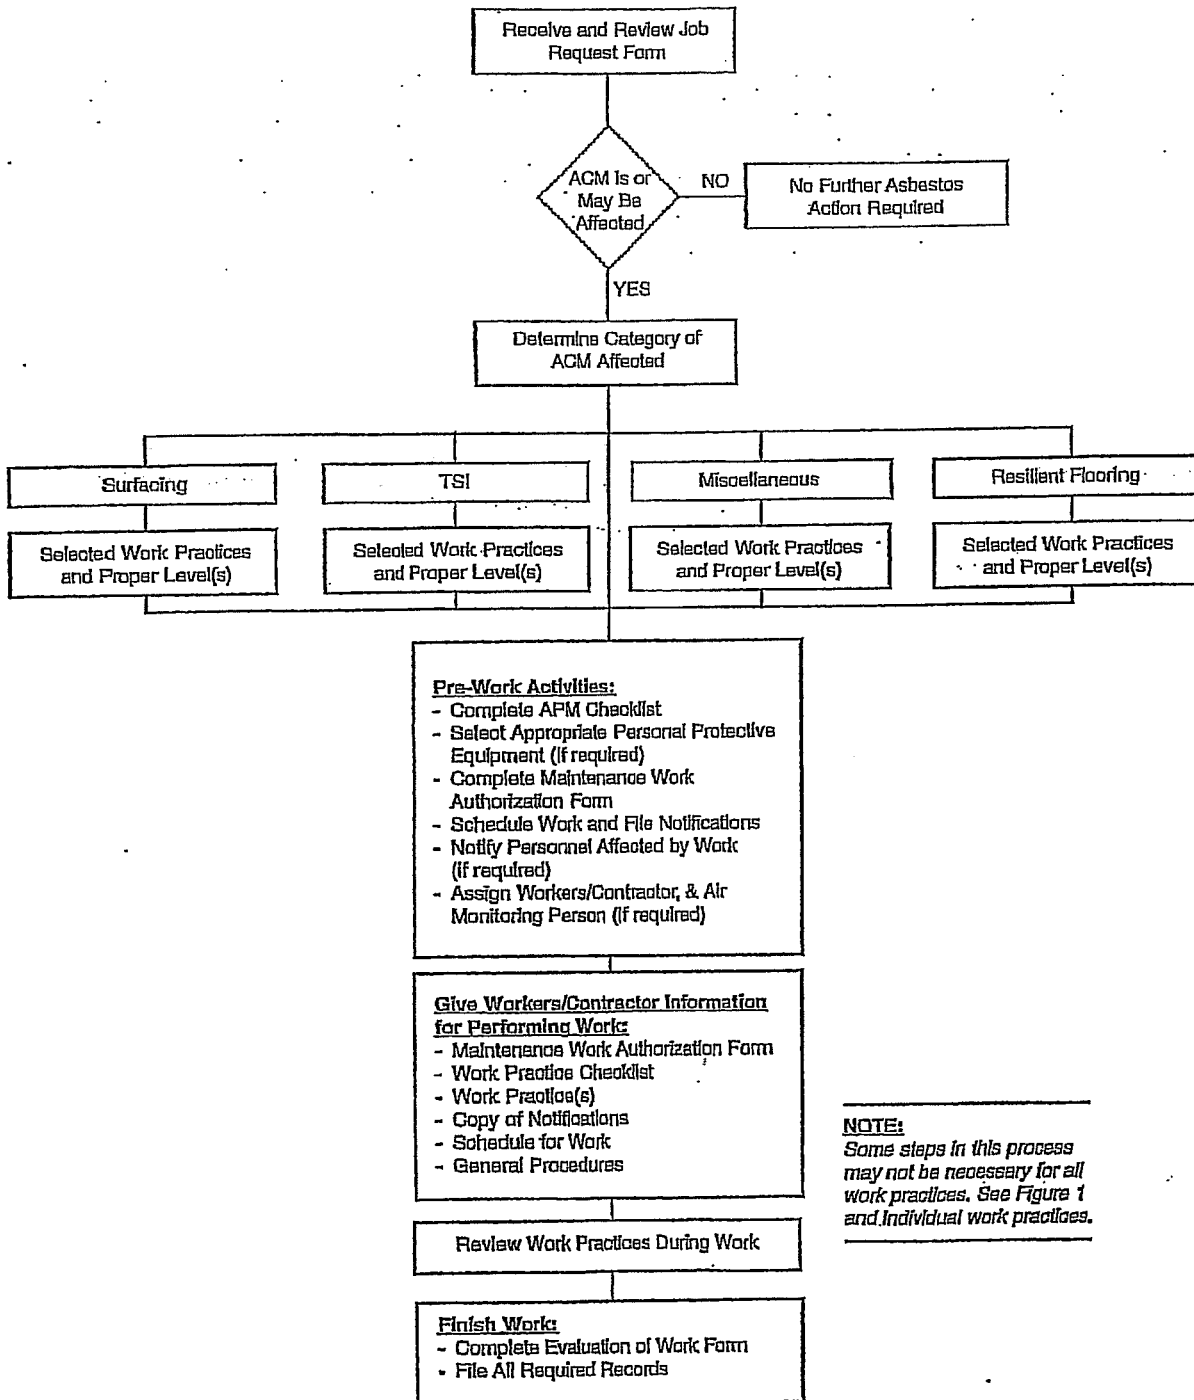 Receive and Review Job
Request Form
ACM Is or
May Be
Affected
NO
No Further Asbestos
Action Required
YES
Determine Category of
ACM Affected
Surfacing
TSI
Miscellaneous
Resilient Flooring
Selected Work Practices
and Proper Level(s)
Selected Work Practices
and Proper Level(s)
Selected Work Practices
and Proper Level(s)
Selected Work Practices
and Proper Level(s)
Pre-Work Activities:
- Complete APM Checklist
- Select Appropriate Personal Protective
Equipment (if required)
- Complete Maintenance Work
Authorization Form
- Schedule Work and File Notifications
- Notify Personnel Affected by Work
(if required)
- Assign Workers/Contractor, & Air
Monitoring Person (if required)
Give Workers/Contractor Information
for Performing Work:
- Maintenance Work Authorization Form
- Work Practice Checklist
- Work Practice(s)
- Copy of Notifications
- Schedule for Work
- General Procedures
NOTE:
Some steps in this process
may not be necessary for all
work practices. See Figure 1
and Individual work practices.
Review Work Practices During Work
Finish Work:
- Complete Evaluation of Work Form
- File All Required Records